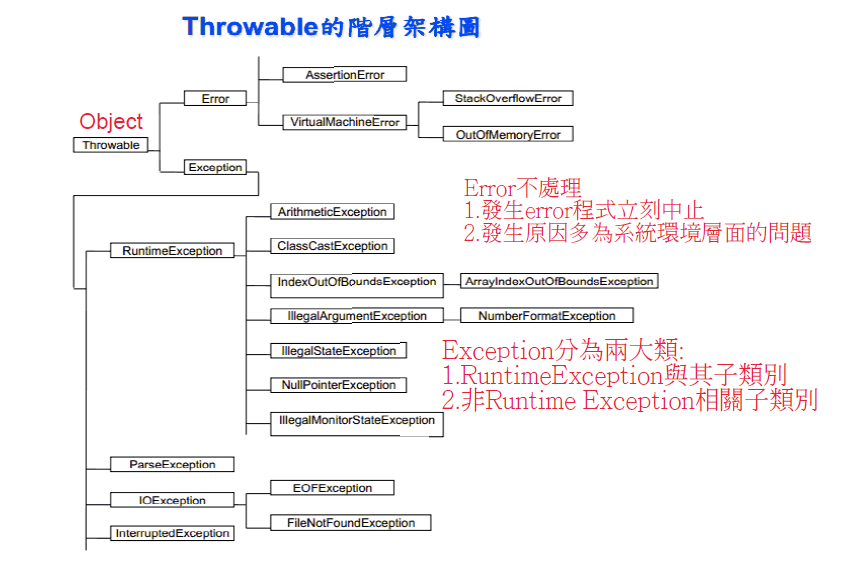 Throwable的階層架構圖
AssertionError
Error
StackOverflowError
VirtualMachineError
OutOfMemoryError
Object
Throwable
Exception
Error不處理
1.發生error程式立刻中止
2.發生原因多為系統環境層面的問題
ArithmeticException
RuntimeException
ClassCastException
IndexOutOfBoundsException
ArrayIndexOutOfBoundsException
IllegalArgumentException
NumberFormatException
IllegalStateException
Exception分為兩大類:
1.RuntimeException與其子類別
2.非Runtime Exception相關子類別
NullPointerException
IllegalMonitorStateException
ParseException
IOException
EOFException
FileNotFoundException
InterruptedException